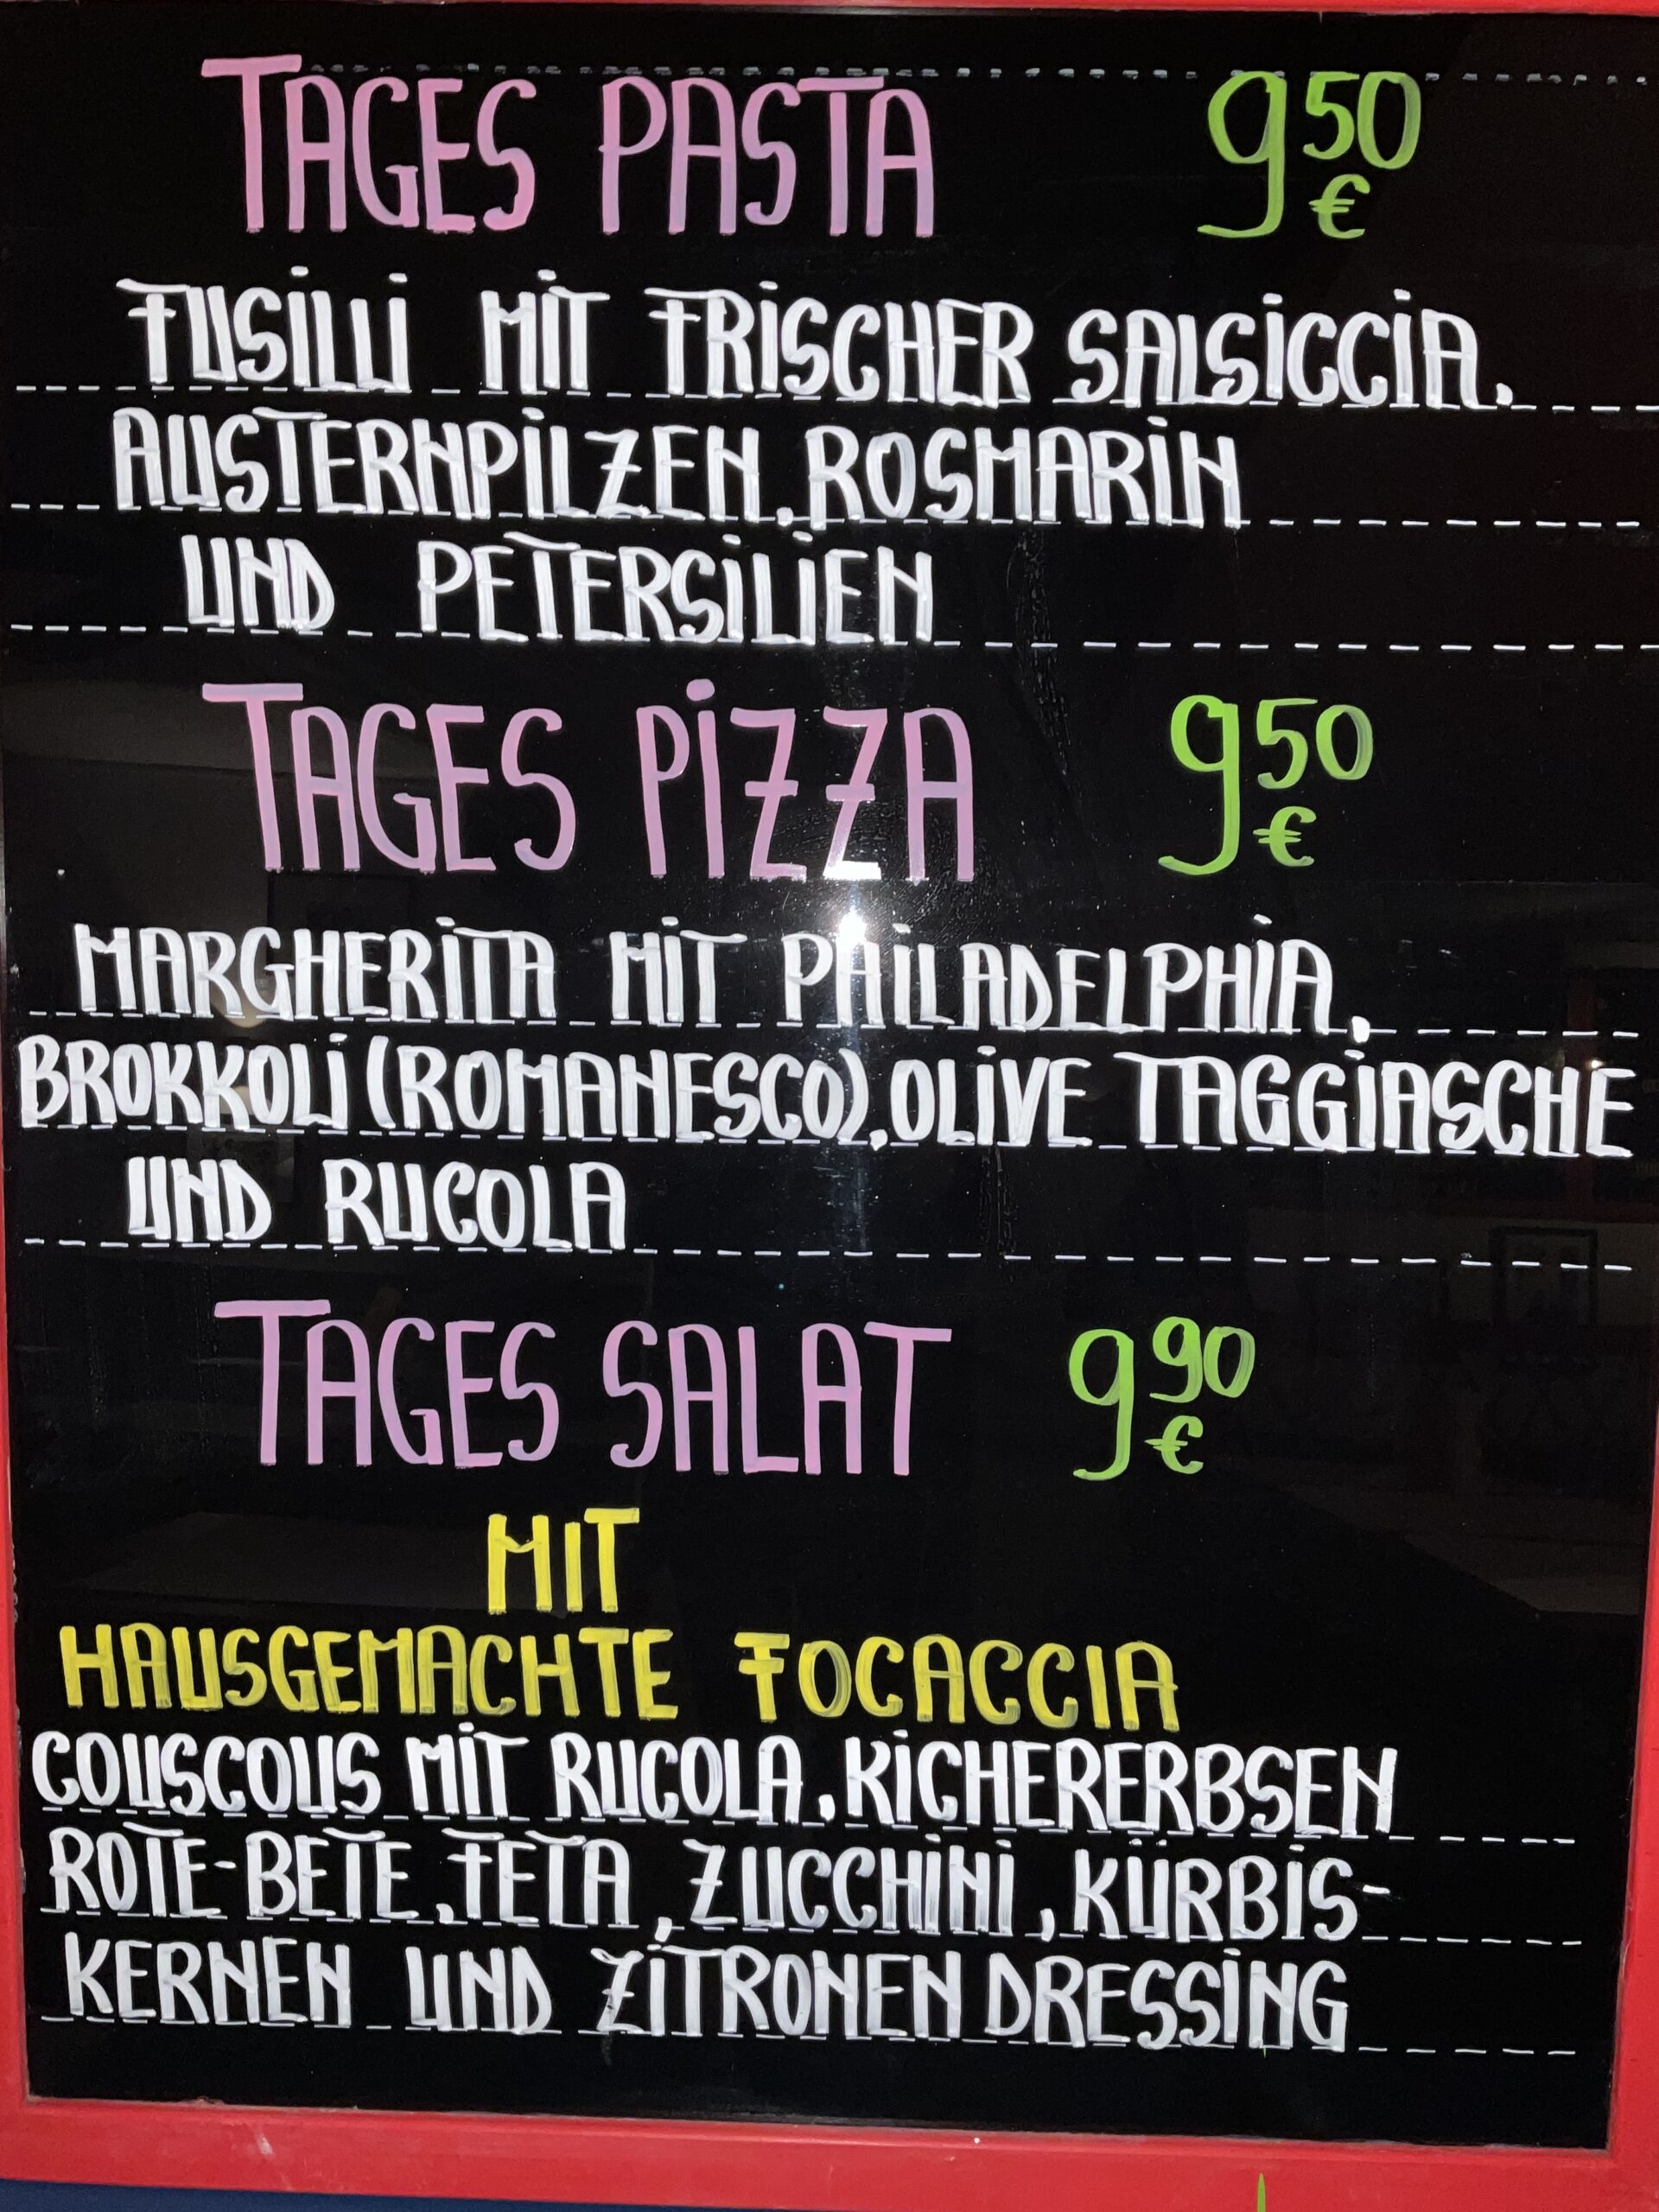 TAGES PASTA 9 50 €
FUSILLI MIT FRISCHER SALSICCIA,
AUSTERNPILZEN, ROSMARIN
UND PETERSILIEN
TAGES PIZZA 9 50 €
MARGHERITA MIT PHILADELPHIA,
BROKKOLI (ROMANESCO), OLIVE TAGGIASCHE
UND RUCOLA
TAGES SALAT 9 90 €
MIT
HAUSGEMACHTE FOCACCIA
COUSCOUS MIT RUCOLA, KICHERERBSEN
ROTE-BETE, FETA, ZUCCHINI, KÜRBIS-
KERNEN UND ZITRONEN DRESSING